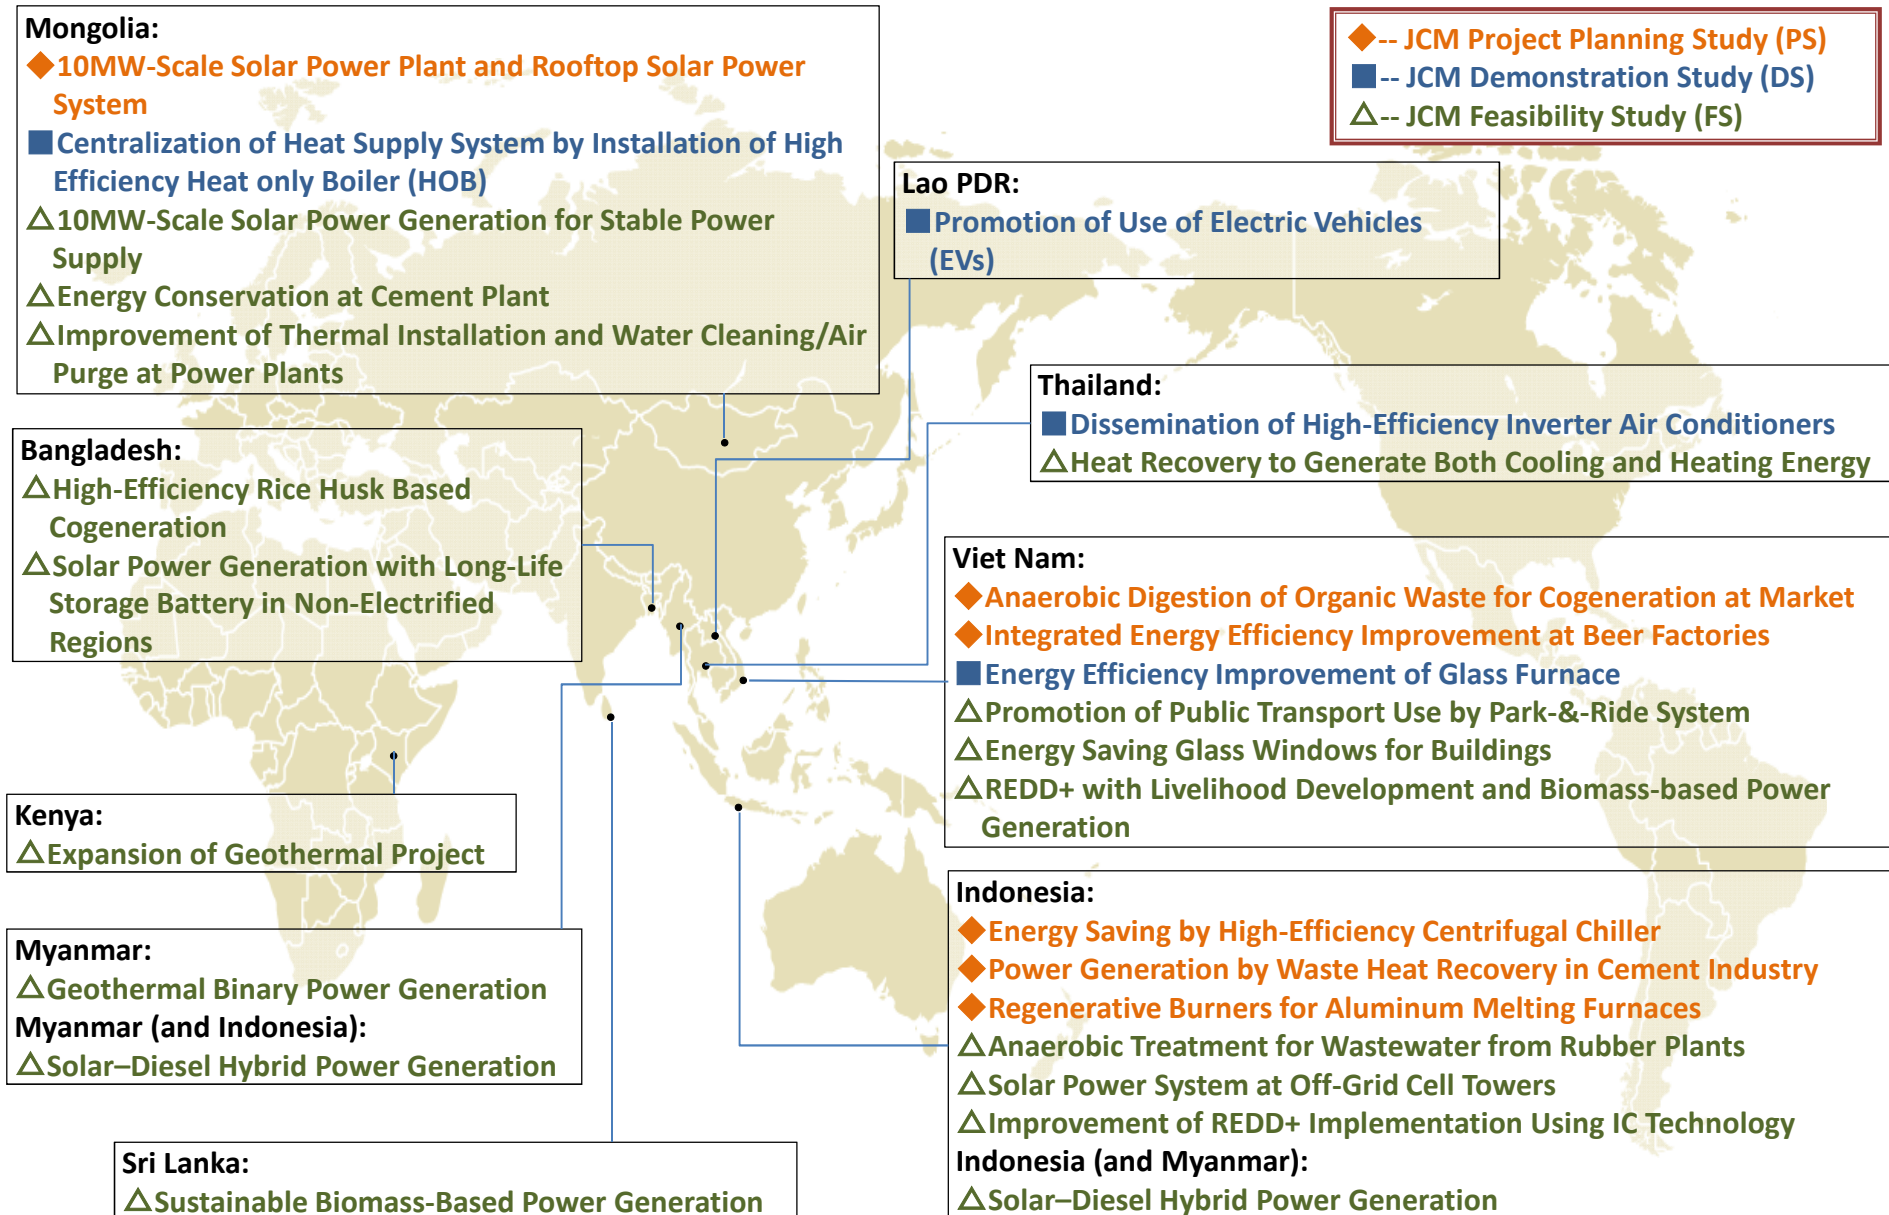 Mongolia:
◆10MW-Scale Solar Power Plant and Rooftop Solar Power
System
■Centralization of Heat Supply System by Installation of High
Efficiency Heat only Boiler (HOB)
△10MW-Scale Solar Power Generation for Stable Power
Supply
△Energy Conservation at Cement Plant
△Improvement of Thermal Installation and Water Cleaning/Air
Purge at Power Plants
◆-- JCM Project Planning Study (PS)
■-- JCM Demonstration Study (DS)
△-- JCM Feasibility Study (FS)
Lao PDR:
■Promotion of Use of Electric Vehicles
(EVs)
Thailand:
■Dissemination of High-Efficiency Inverter Air Conditioners
△Heat Recovery to Generate Both Cooling and Heating Energy
Bangladesh:
△High-Efficiency Rice Husk Based
Cogeneration
△Solar Power Generation with Long-Life
Storage Battery in Non-Electrified
Regions
Viet Nam:
◆Anaerobic Digestion of Organic Waste for Cogeneration at Market
◆Integrated Energy Efficiency Improvement at Beer Factories
■Energy Efficiency Improvement of Glass Furnace
△Promotion of Public Transport Use by Park-&-Ride System
△Energy Saving Glass Windows for Buildings
△REDD+ with Livelihood Development and Biomass-based Power
Generation
Kenya:
△Expansion of Geothermal Project
Myanmar:
△Geothermal Binary Power Generation
Myanmar (and Indonesia):
△Solar–Diesel Hybrid Power Generation
Indonesia:
◆Energy Saving by High-Efficiency Centrifugal Chiller
◆Power Generation by Waste Heat Recovery in Cement Industry
◆Regenerative Burners for Aluminum Melting Furnaces
△Anaerobic Treatment for Wastewater from Rubber Plants
△Solar Power System at Off-Grid Cell Towers
△Improvement of REDD+ Implementation Using IC Technology
Indonesia (and Myanmar):
△Solar–Diesel Hybrid Power Generation
Sri Lanka:
△Sustainable Biomass-Based Power Generation